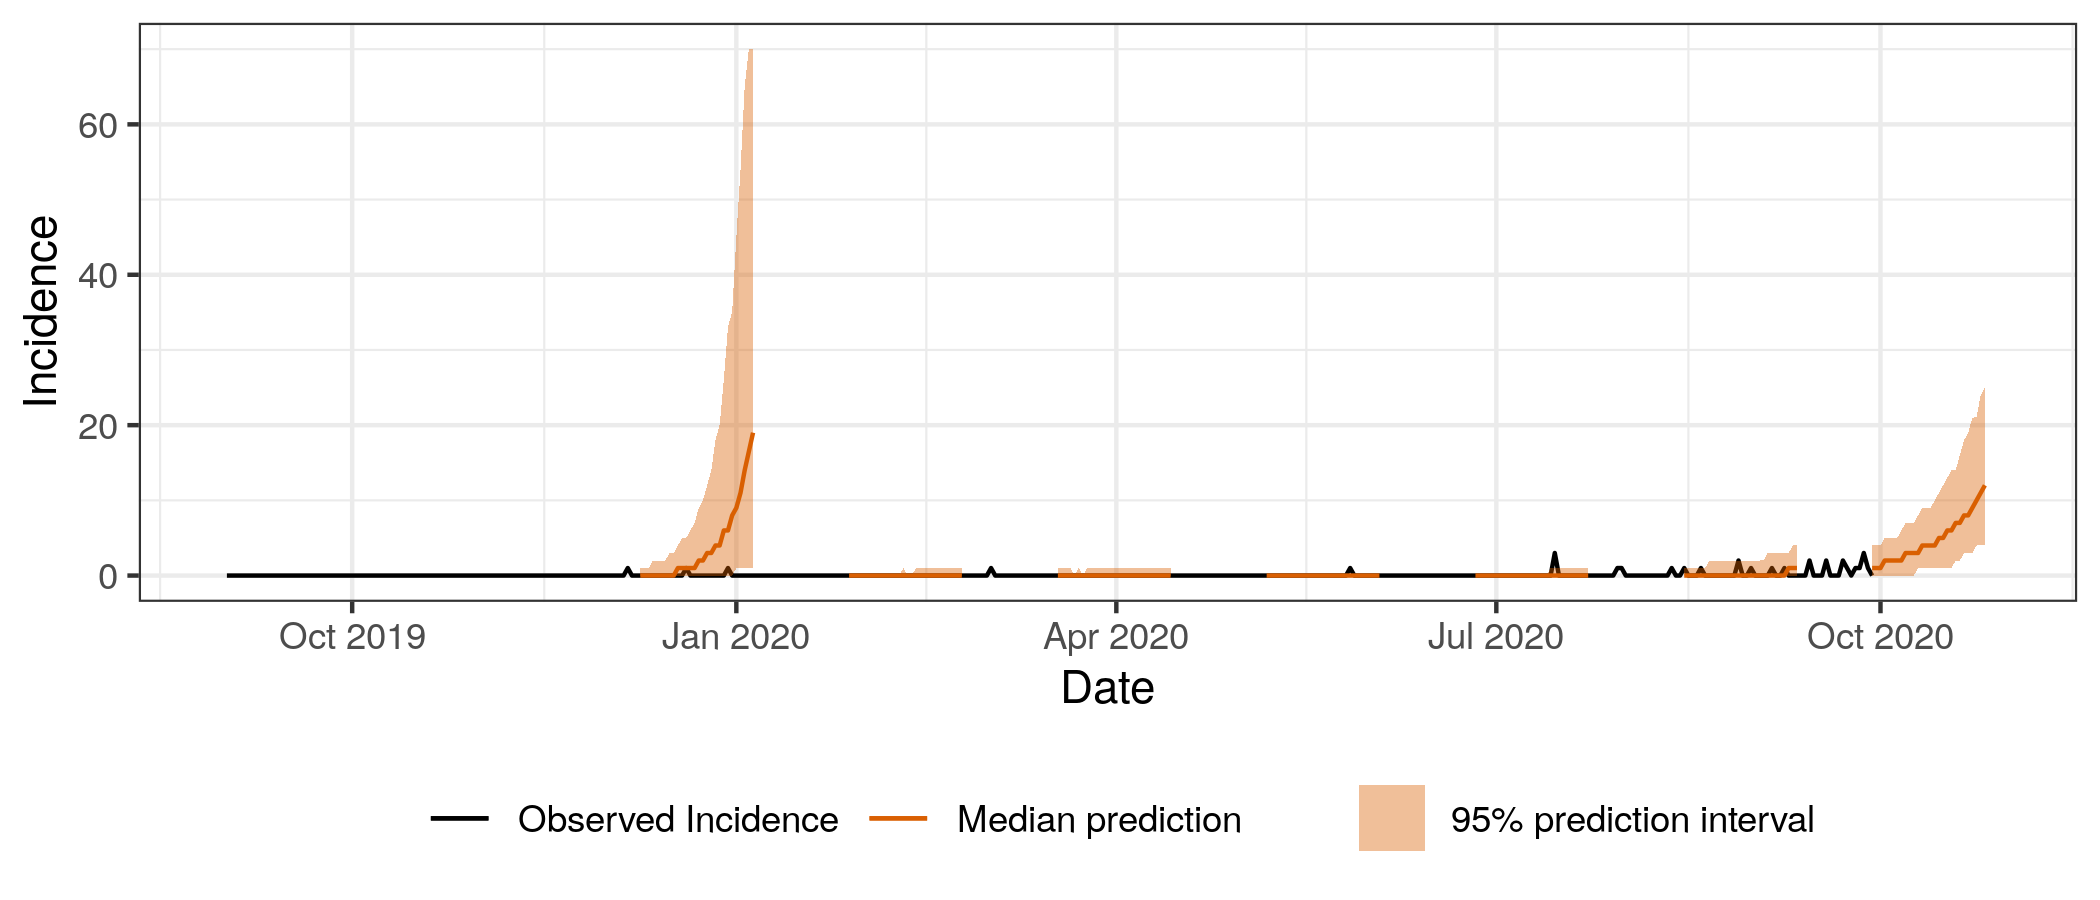 Incidence
60
40
20
0
Oct 2019 Jan 2020 Apr 2020 Jul 2020 Oct 2020
Date
Observed Incidence Median prediction 95% prediction interval